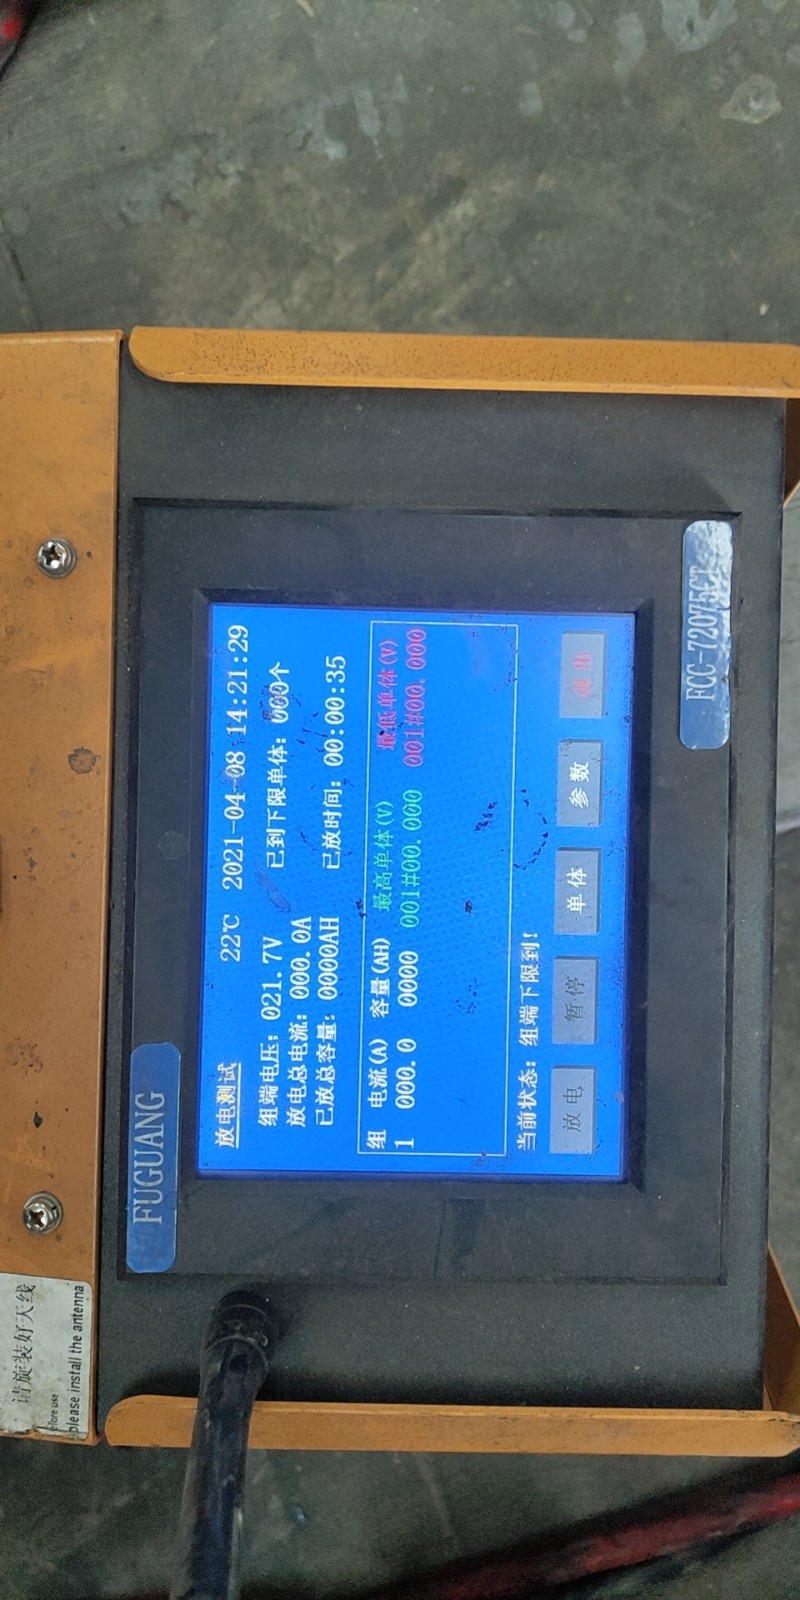 请旋装好天线
please install the antenna
FUGUANG
放电测试 22℃ 2021-04-08 14:21:29
组端电压: 021.7V 已到下限单体: 000个
放电总电流: 000.0A
已放总容量: 0000AH 已放时间: 00:00:35
组 电流(A) 容量(AH) 最高单体(V) 最低单体(V)
1 000.0 0000 001#00.000 001#00.000
当前状态: 组端下限到!
放电 暂停 单体 参数 退出
FCC-72075CT